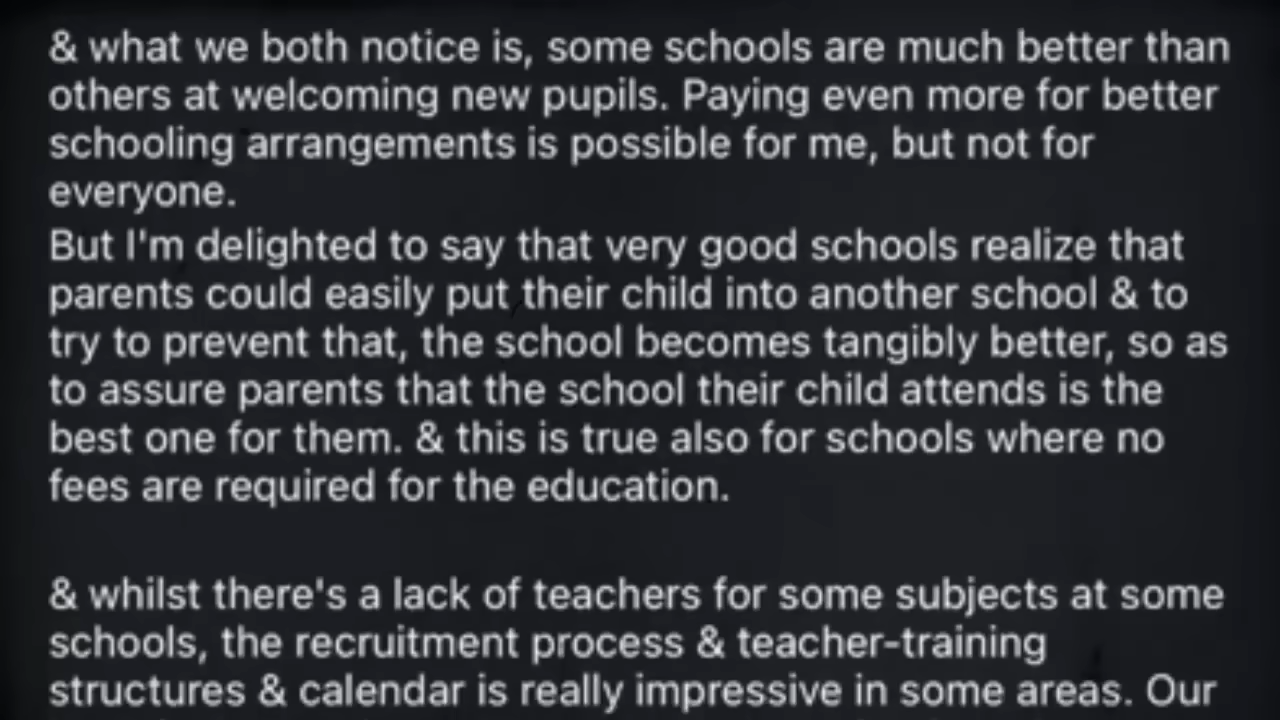 & what we both notice is, some schools are much better than
others at welcoming new pupils. Paying even more for better
schooling arrangements is possible for me, but not for
everyone.
But I'm delighted to say that very good schools realize that
parents could easily put their child into another school & to
try to prevent that, the school becomes tangibly better, so as
to assure parents that the school their child attends is the
best one for them. & this is true also for schools where no
fees are required for the education.
& whilst there's a lack of teachers for some subjects at some
schools, the recruitment process & teacher-training
structures & calendar is really impressive in some areas. Our